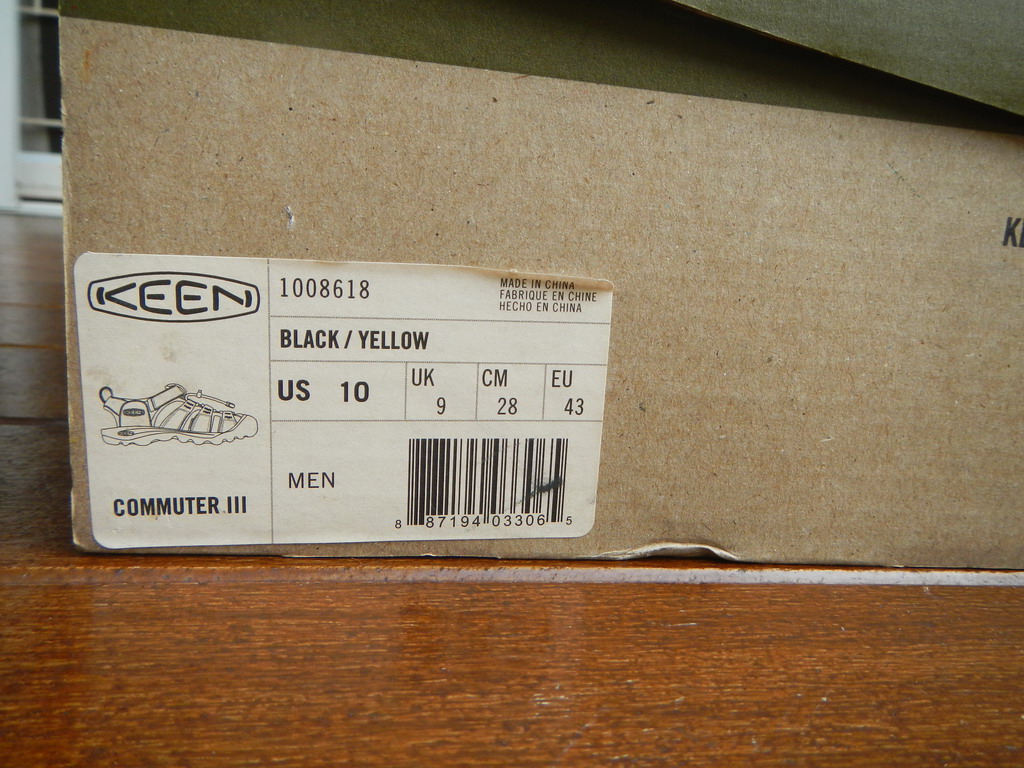 KEEN
1008618
MADE IN CHINA
FABRIQUE EN CHINE
HECHO EN CHINA
BLACK / YELLOW
US 10
UK
9
CM
28
EU
43
KEEN
COMMUTER III
MEN
8 87194 03306 5